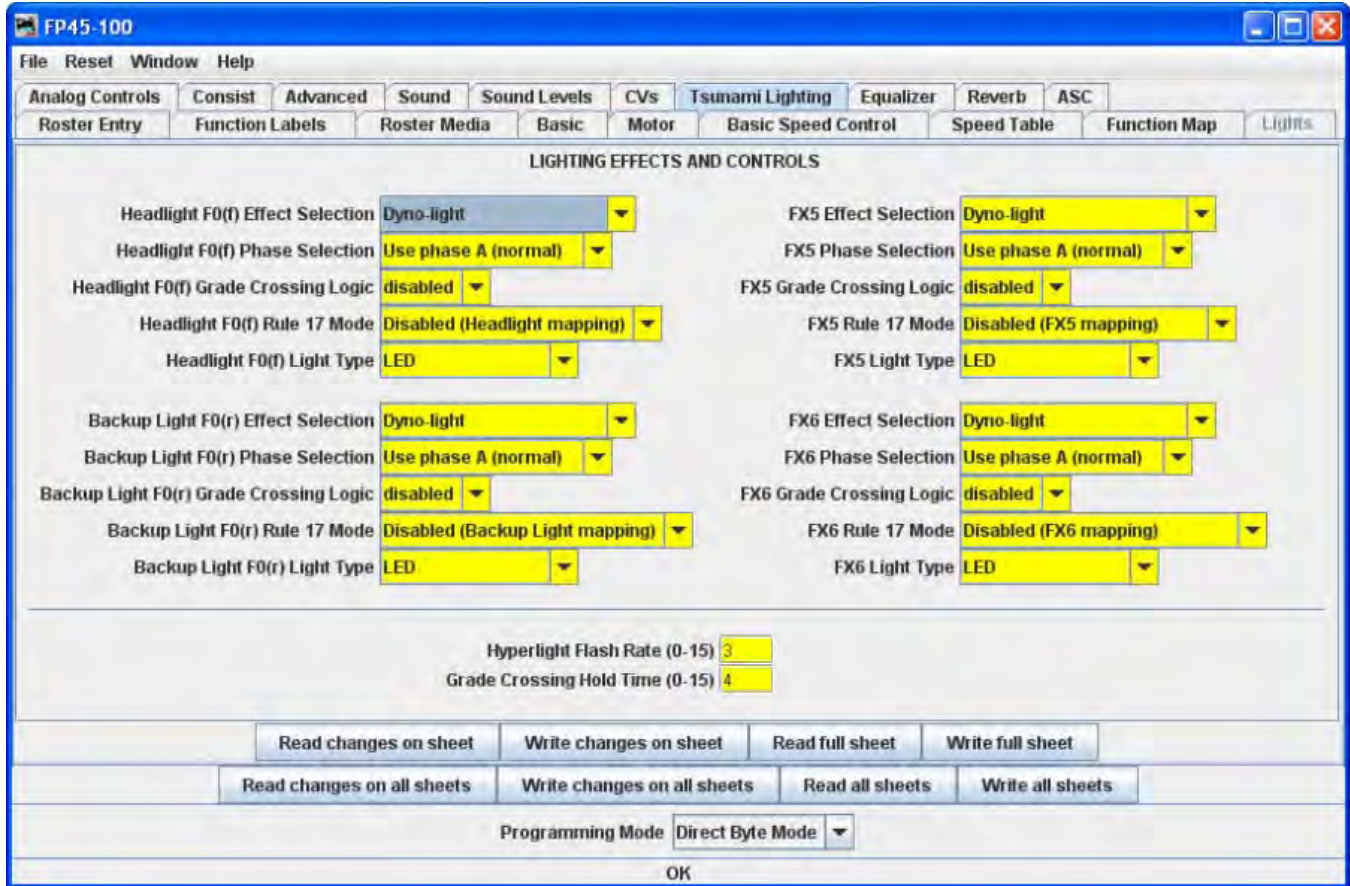 FP45-100
File Reset Window Help
Analog Controls Consist Advanced Sound Sound Levels CVs Tsunami Lighting Equalizer Reverb ASC
Roster Entry Function Labels Roster Media Basic Motor Basic Speed Control Speed Table Function Map Lights
LIGHTING EFFECTS AND CONTROLS
Headlight F0(f) Effect Selection Dyno-light FX5 Effect Selection Dyno-light
Headlight F0(f) Phase Selection Use phase A (normal) FX5 Phase Selection Use phase A (normal)
Headlight F0(f) Grade Crossing Logic disabled FX5 Grade Crossing Logic disabled
Headlight F0(f) Rule 17 Mode Disabled (Headlight mapping) FX5 Rule 17 Mode Disabled (FX5 mapping)
Headlight F0(f) Light Type LED FX5 Light Type LED
Backup Light F0(r) Effect Selection Dyno-light FX6 Effect Selection Dyno-light
Backup Light F0(r) Phase Selection Use phase A (normal) FX6 Phase Selection Use phase A (normal)
Backup Light F0(r) Grade Crossing Logic disabled FX6 Grade Crossing Logic disabled
Backup Light F0(r) Rule 17 Mode Disabled (Backup Light mapping) FX6 Rule 17 Mode Disabled (FX6 mapping)
Backup Light F0(r) Light Type LED FX6 Light Type LED
Hyperlight Flash Rate (0-15) 3
Grade Crossing Hold Time (0-15) 4
Read changes on sheet Write changes on sheet Read full sheet Write full sheet
Read changes on all sheets Write changes on all sheets Read all sheets Write all sheets
Programming Mode Direct Byte Mode
OK